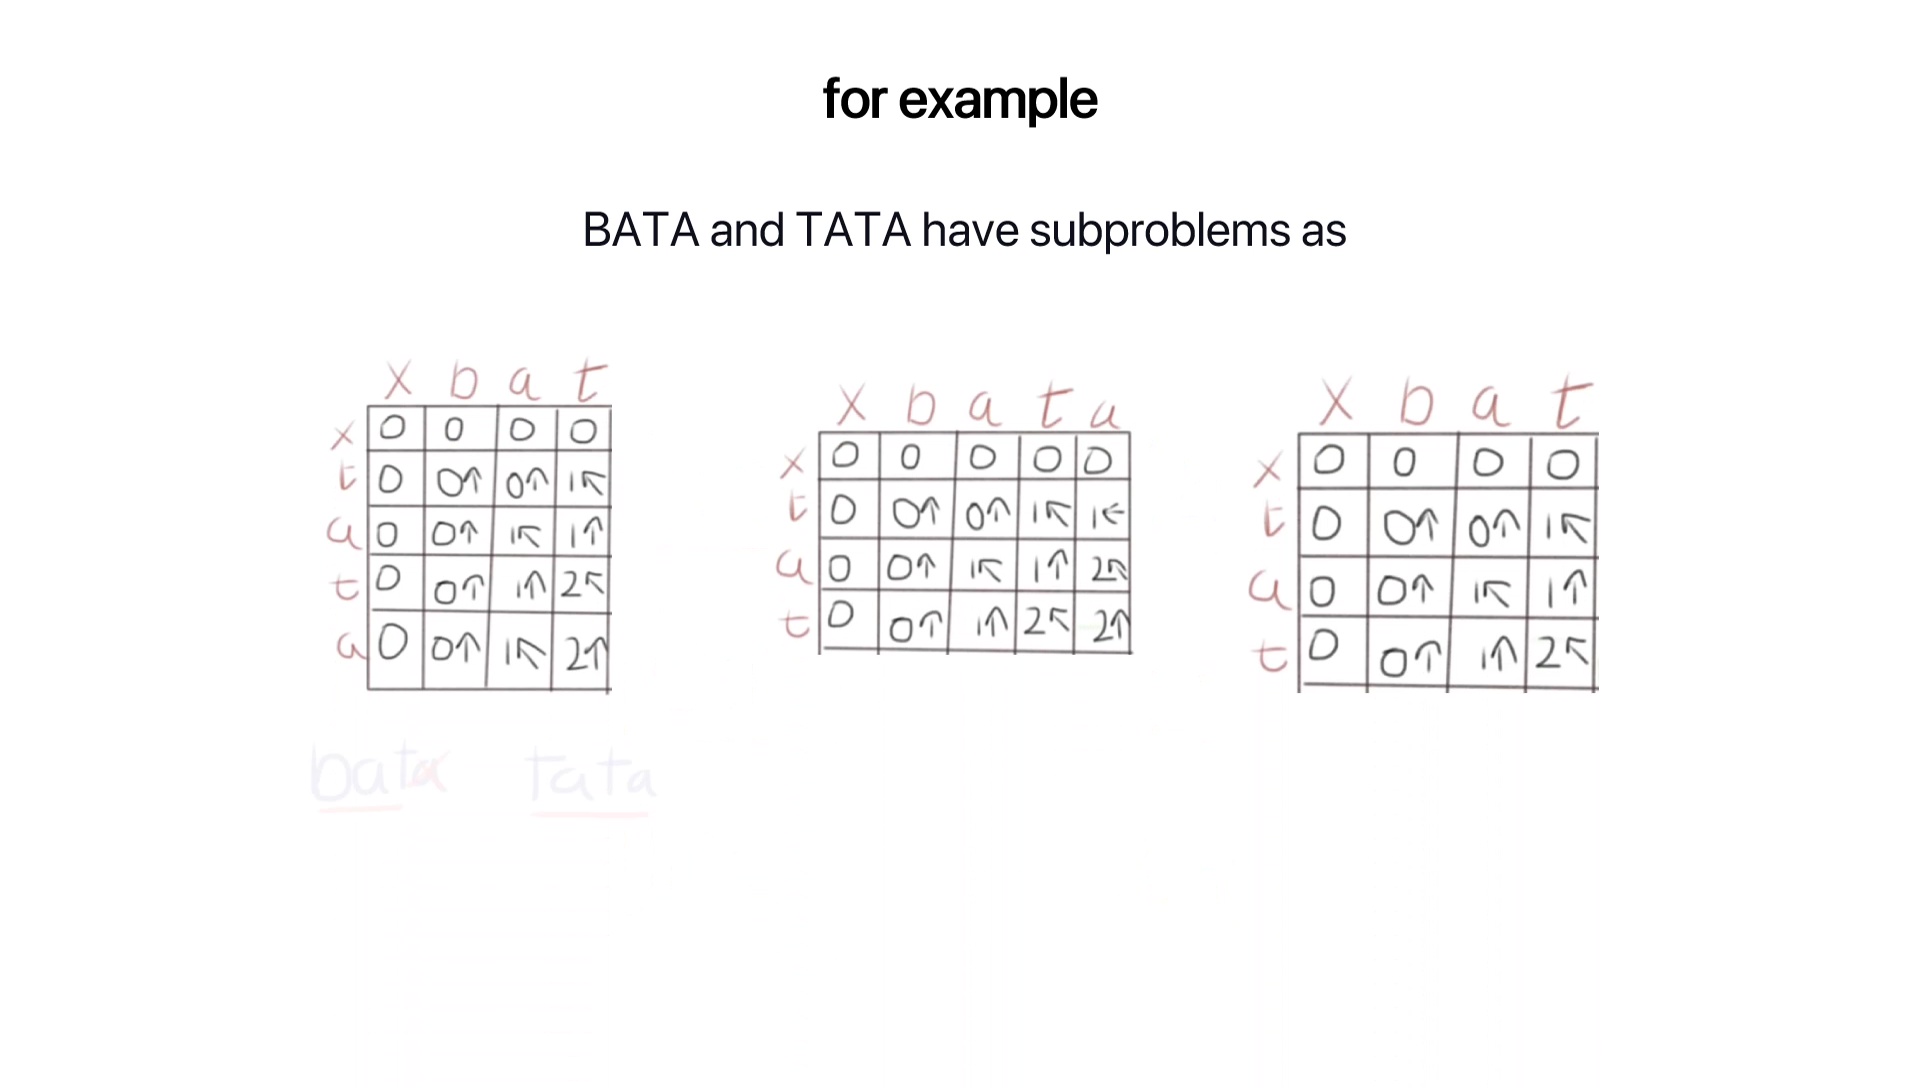 for example
BATA and TATA have subproblems as
x b a t
x 0 0 0 0
t 0 0↑ 0↑ 1↖
a 0 0↑ 1↖ 1↑
t 0 0↑ 1↑ 2↖
a 0 0↑ 1↖ 2↑
x b a t a
x 0 0 0 0 0
t 0 0↑ 0↑ 1↖ 1←
a 0 0↑ 1↖ 1↑ 2↖
t 0 0↑ 1↑ 2↖ 2↑
x b a t
x 0 0 0 0
t 0 0↑ 0↑ 1↖
a 0 0↑ 1↖ 1↑
t 0 0↑ 1↑ 2↖
bata tata